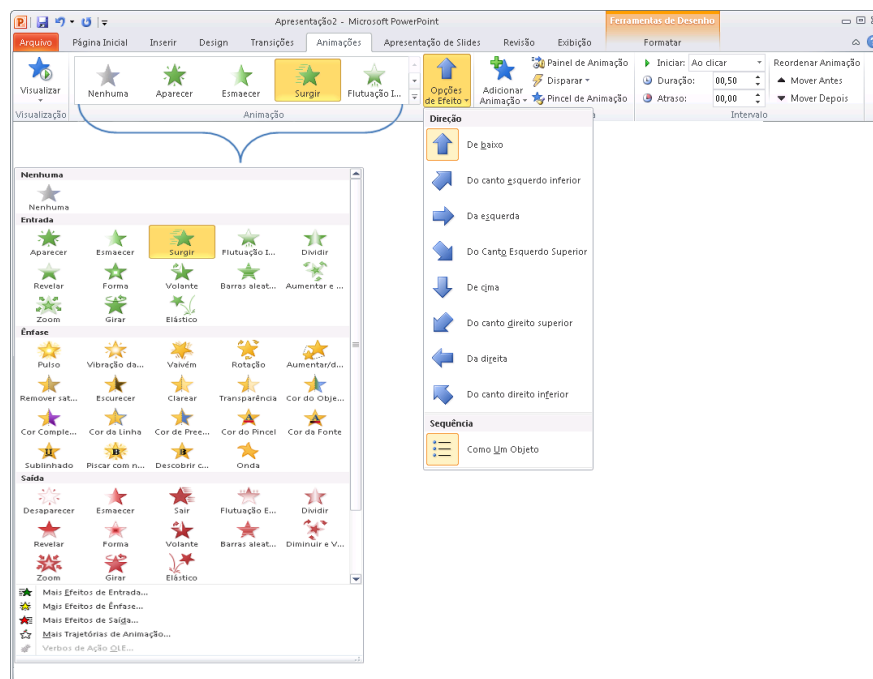 Apresentação2 - Microsoft PowerPoint
Ferramentas de Desenho
Arquivo Página Inicial Inserir Design Transições Animações Apresentação de Slides Revisão Exibição Formatar
Visualizar
Nenhuma Aparecer Esmaecer Surgir Flutuação I...
Opções de Efeito
Adicionar Animação
Painel de Animação
Disparar
Pincel de Animação
Iniciar: Ao clicar
Duração: 00,50
Atraso: 00,00
Reordenar Animação
Mover Antes
Mover Depois
Visualização Animação Intervalo
Nenhuma
Nenhuma
Entrada
Aparecer Esmaecer Surgir Flutuação I... Dividir
Revelar Forma Volante Barras aleat... Aumentar e ...
Zoom Girar Elástico
Ênfase
Pulso Vibração da... Vaivém Rotação Aumentar/d...
Remover sat... Escurecer Clarear Transparência Cor do Obje...
Cor Comple... Cor da Linha Cor de Pree... Cor do Pincel Cor da Fonte
Sublinhado Piscar com n... Descobrir c... Onda
Saída
Desaparecer Esmaecer Sair Flutuação E... Dividir
Revelar Forma Volante Barras aleat... Diminuir e V...
Zoom Girar Elástico
Mais Efeitos de Entrada...
Mais Efeitos de Ênfase...
Mais Efeitos de Saída...
Mais Trajetórias de Animação...
Verbos de Ação OLE...
Direção
De baixo
Do canto esquerdo inferior
Da esquerda
Do Canto Esquerdo Superior
De cima
Do canto direito superior
Da direita
Do canto direito inferior
Sequência
Como Um Objeto